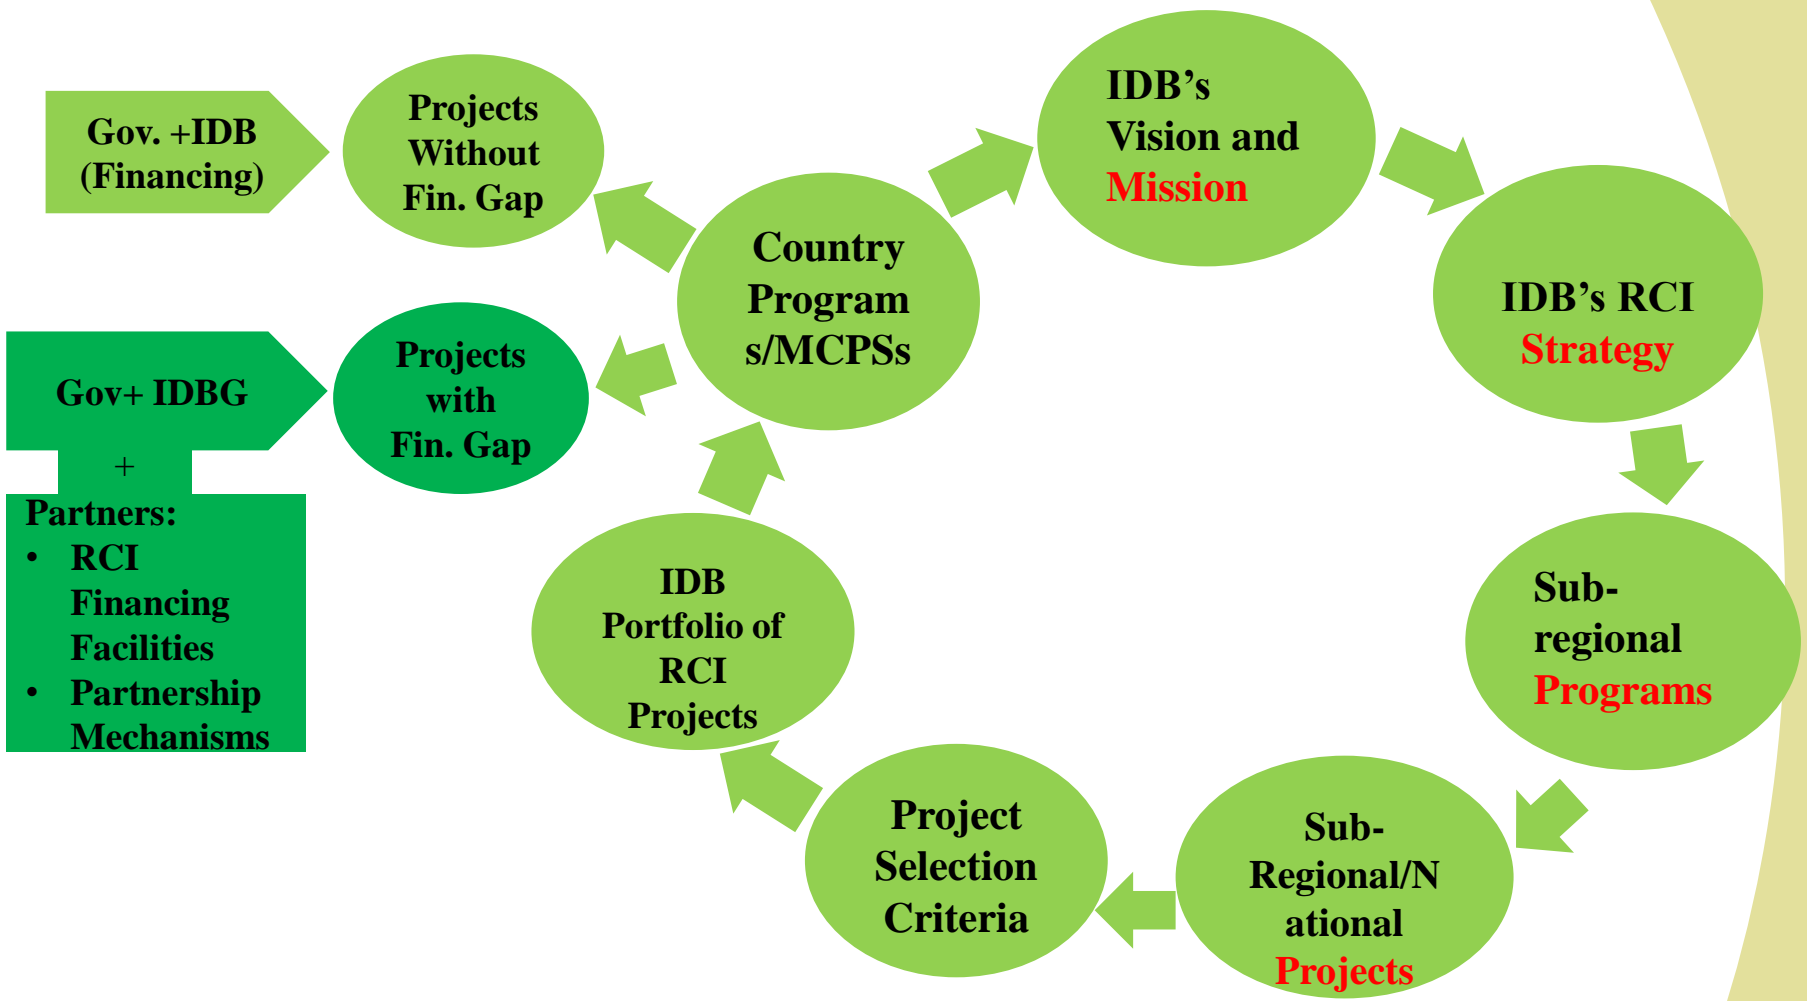 Gov. +IDB
(Financing)
Projects
Without
Fin. Gap
IDB’s
Vision and
Mission
Country
Program
s/MCPSs
IDB’s RCI
Strategy
Gov+ IDBG
+
Partners:
• RCI
Financing
Facilities
• Partnership
Mechanisms
Projects
with
Fin. Gap
IDB
Portfolio of
RCI
Projects
Sub-
regional
Programs
Project
Selection
Criteria
Sub-
Regional/N
ational
Projects